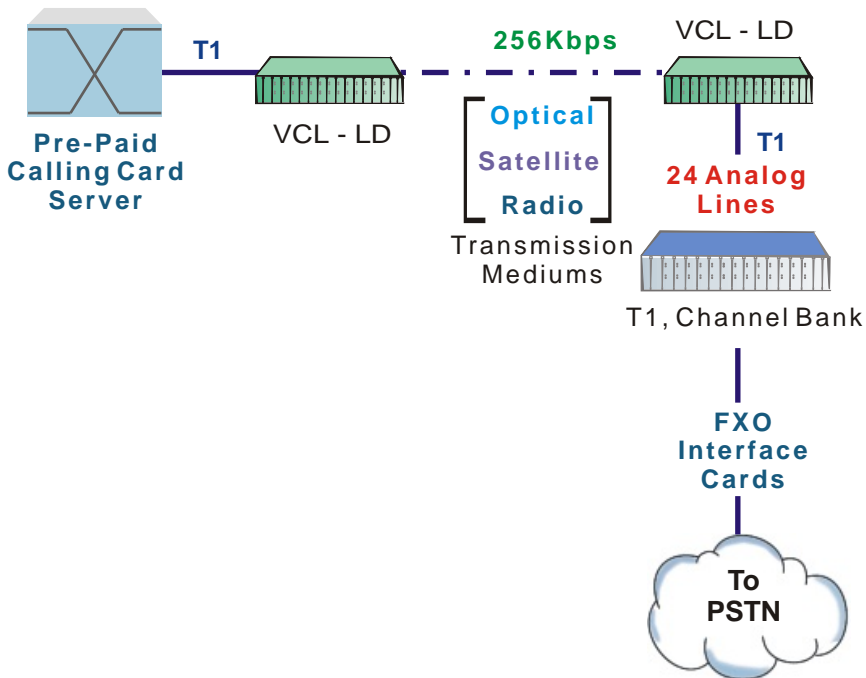 T1
256Kbps
VCL - LD
VCL - LD
Pre-Paid
Calling Card
Server
Optical
Satellite
Radio
Transmission
Mediums
T1
24 Analog
Lines
T1, Channel Bank
FXO
Interface
Cards
To
PSTN